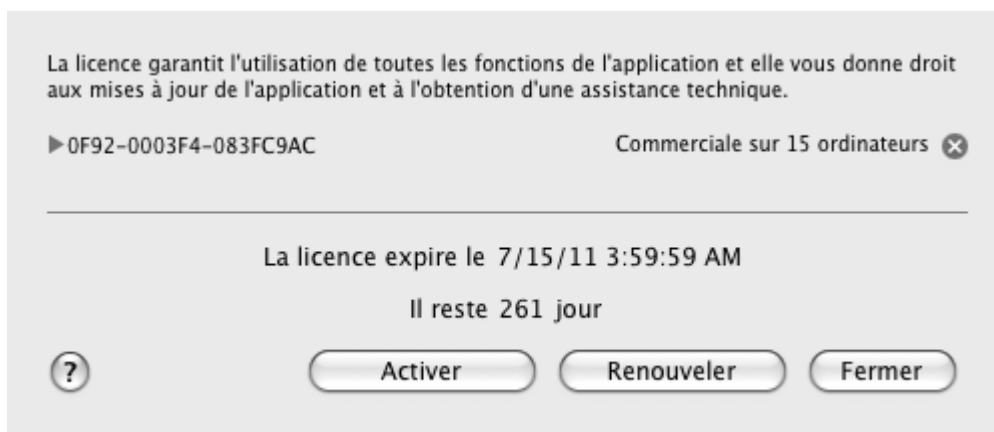 La licence garantit l'utilisation de toutes les fonctions de l'application et elle vous donne droit
aux mises à jour de l'application et à l'obtention d'une assistance technique.
0F92-0003F4-083FC9AC Commerciale sur 15 ordinateurs
La licence expire le 7/15/11 3:59:59 AM
Il reste 261 jour
? Activer Renouveler Fermer